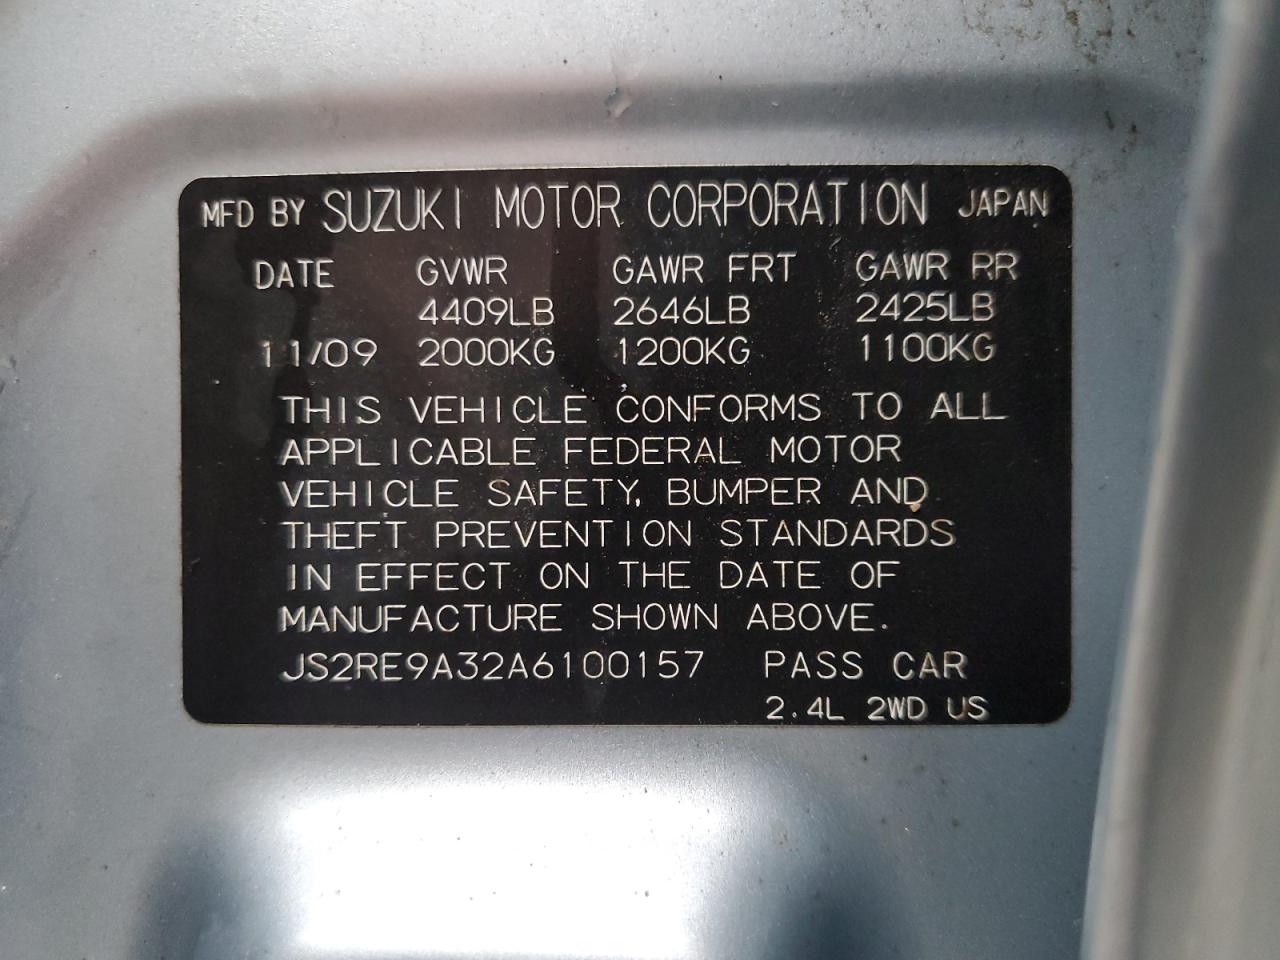 MFD BY SUZUKI MOTOR CORPORATION JAPAN
DATE GVWR GAWR FRT GAWR RR
4409LB 2646LB 2425LB
11/09 2000KG 1200KG 1100KG
THIS VEHICLE CONFORMS TO ALL
APPLICABLE FEDERAL MOTOR
VEHICLE SAFETY, BUMPER AND
THEFT PREVENTION STANDARDS
IN EFFECT ON THE DATE OF
MANUFACTURE SHOWN ABOVE.
JS2RE9A32A6100157 PASS CAR
2.4L 2WD US